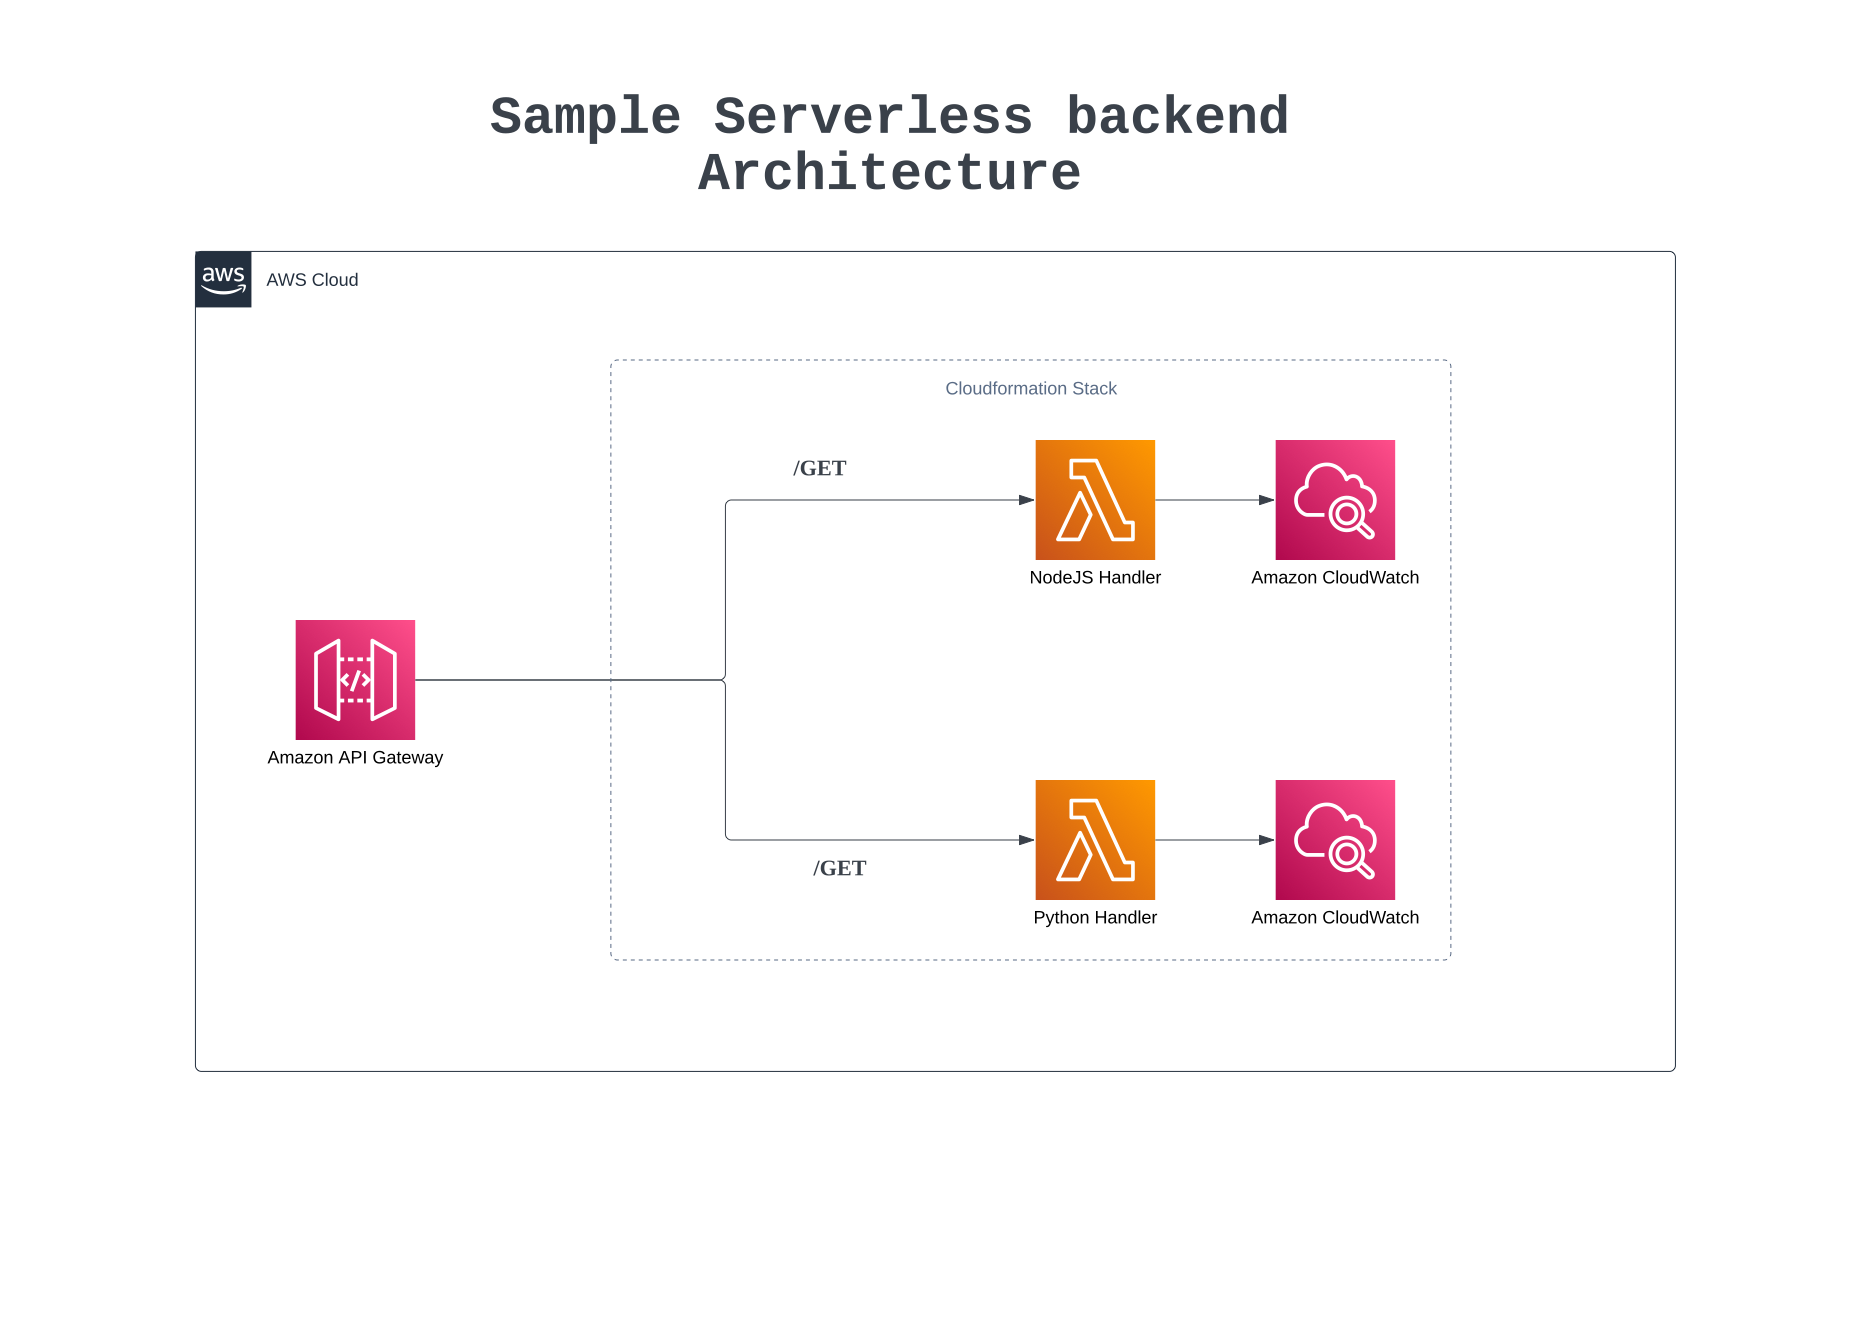 Sample Serverless backend
Architecture
aws
AWS Cloud
Cloudformation Stack
/GET
NodeJS Handler
Amazon CloudWatch
</>
Amazon API Gateway
/GET
Python Handler
Amazon CloudWatch